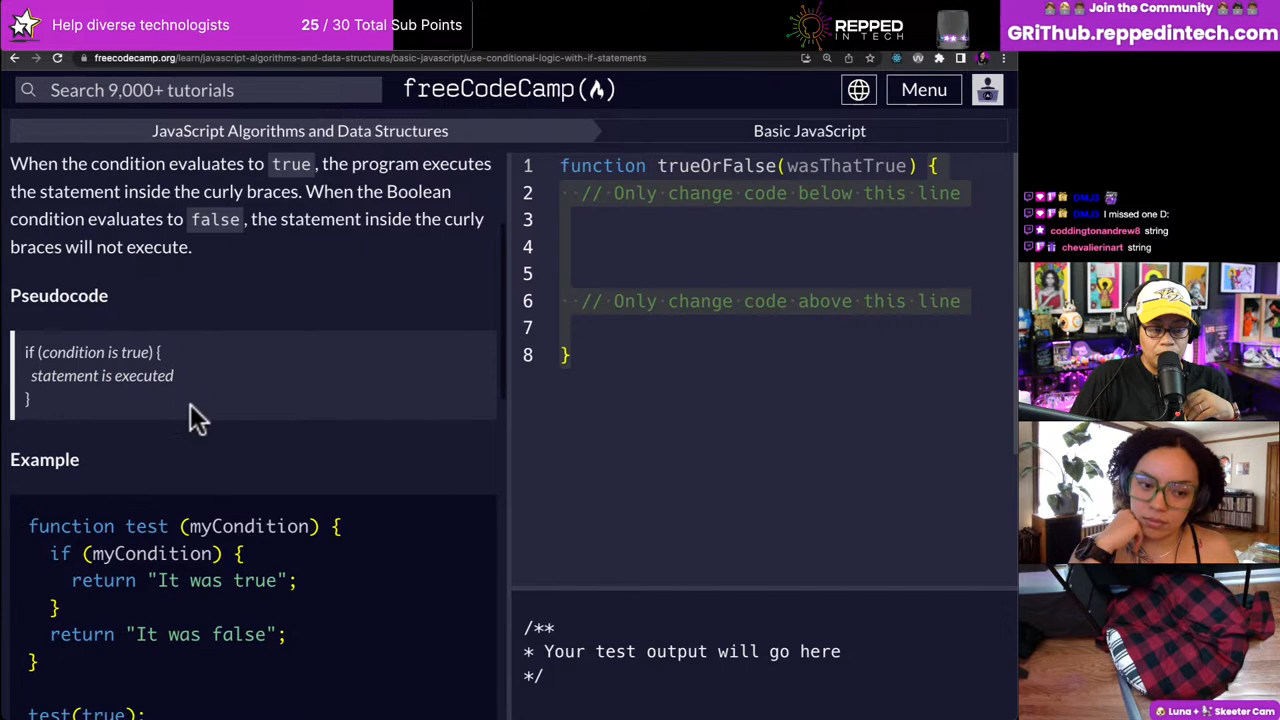 Help diverse technologists
25 / 30 Total Sub Points
REPPED
IN TECH
Join the Community
GRiThub.reppedintech.com
freecodecamp.org/learn/javascript-algorithms-and-data-structures/basic-javascript/use-conditional-logic-with-if-statements
Search 9,000+ tutorials
freeCodeCamp
Menu
JavaScript Algorithms and Data Structures
Basic JavaScript
When the condition evaluates to true, the program executes
the statement inside the curly braces. When the Boolean
condition evaluates to false, the statement inside the curly
braces will not execute.
Pseudocode
if (condition is true) {
statement is executed
}
Example
function test (myCondition) {
if (myCondition) {
return "It was true";
}
return "It was false";
}
test(true);
1 function trueOrFalse(wasThatTrue) {
2 // Only change code below this line
3
4
5
6 // Only change code above this line
7
8 }
/**
* Your test output will go here
*/
I missed one D:
coddingtonandrew8 string
chevalierinart string
Luna + Skeeter Cam